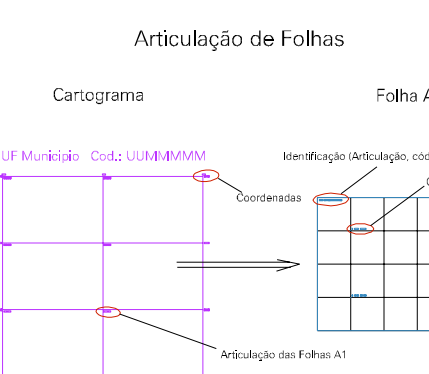 Articulação de Folhas
Cartograma
Folha A
UF Municipio Cod.: UUMMMMM
Identificação (Articulação, cód
Coordenadas
Articulação das Folhas A1